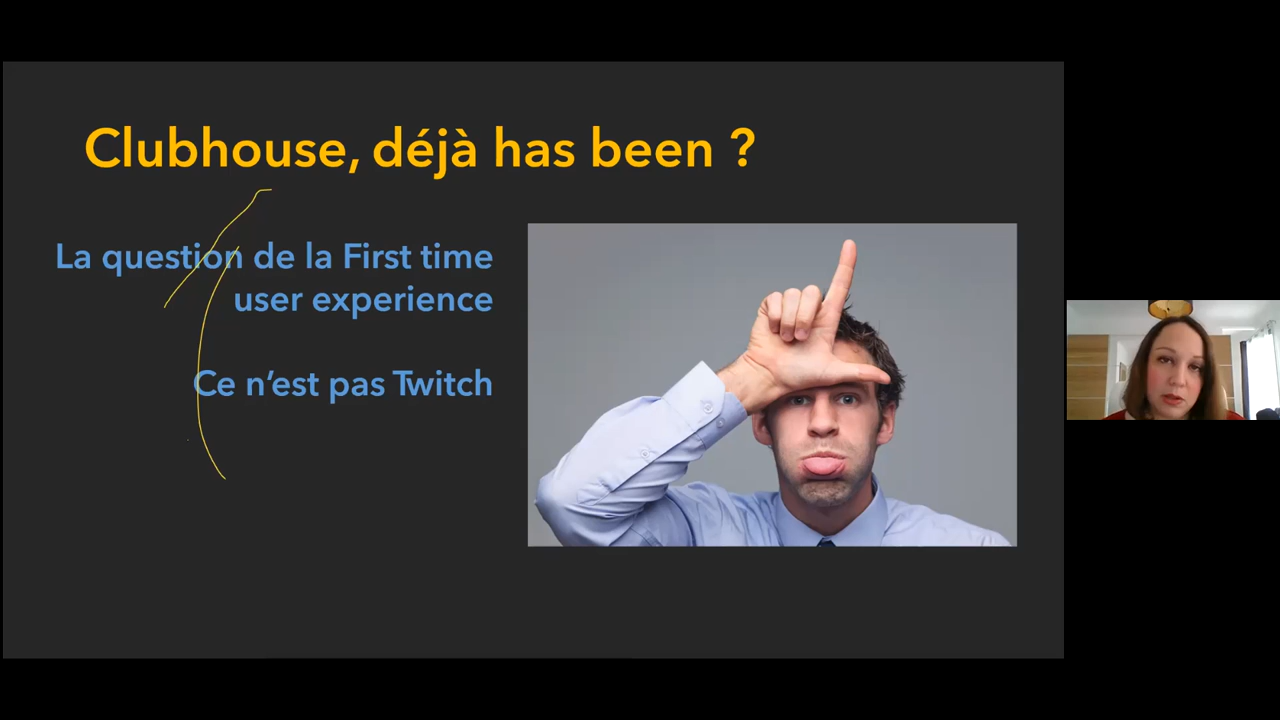 Clubhouse, déjà has been ?
La question de la First time
user experience
Ce n’est pas Twitch